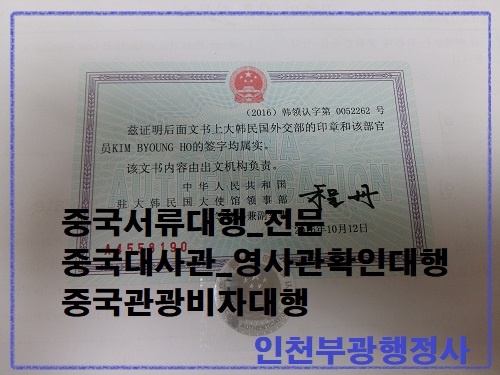 (2016) 韩领认字第 0052262 号
兹证明后面文书上大韩民国外交部的印章和该部官
员KIM BYOUNG HO的签字均属实。
该文书内容由出文机构负责。
中华人民共和国
驻大韩民国大使馆领事部
중국서류대행_전문
兼副
10月12日
A4558190
중국대사관_영사관확인대행
중국관광비자대행
인천부광행정사